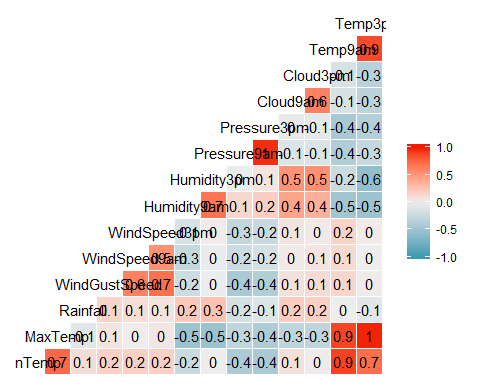 Temp3p
Temp9am 0.9
Cloud3pm -0.1 -0.3
Cloud9am 0.6 -0.1 -0.3
Pressure3pm 0 -0.1 -0.4 -0.4
Pressure9am 1 -0.1 -0.1 -0.4 -0.3
Humidity3pm 0 0.1 0.5 0.5 -0.2 -0.6
Humidity9am 0.7 0.1 0.2 0.4 0.4 -0.5 -0.5
WindSpeed3pm -0.1 0 -0.3 -0.2 0.1 0 0.2 0
WindSpeed9am 0.5 -0.3 0 -0.2 -0.2 0 0.1 0.1 0
WindGustSpeed 0.6 0.7 -0.2 0 -0.4 -0.4 0.1 0.1 0.1 0
Rainfall 0.1 0.1 0.1 0.2 0.3 -0.2 -0.1 0.2 0.2 0 -0.1
MaxTemp -0.1 0.1 0 0 -0.5 -0.5 -0.3 -0.4 -0.3 -0.3 0.9 1
nTemp 0.7 0.1 0.2 0.2 0.2 -0.2 0 -0.4 -0.4 0.1 0 0.9 0.7
1.0
0.5
0.0
-0.5
-1.0